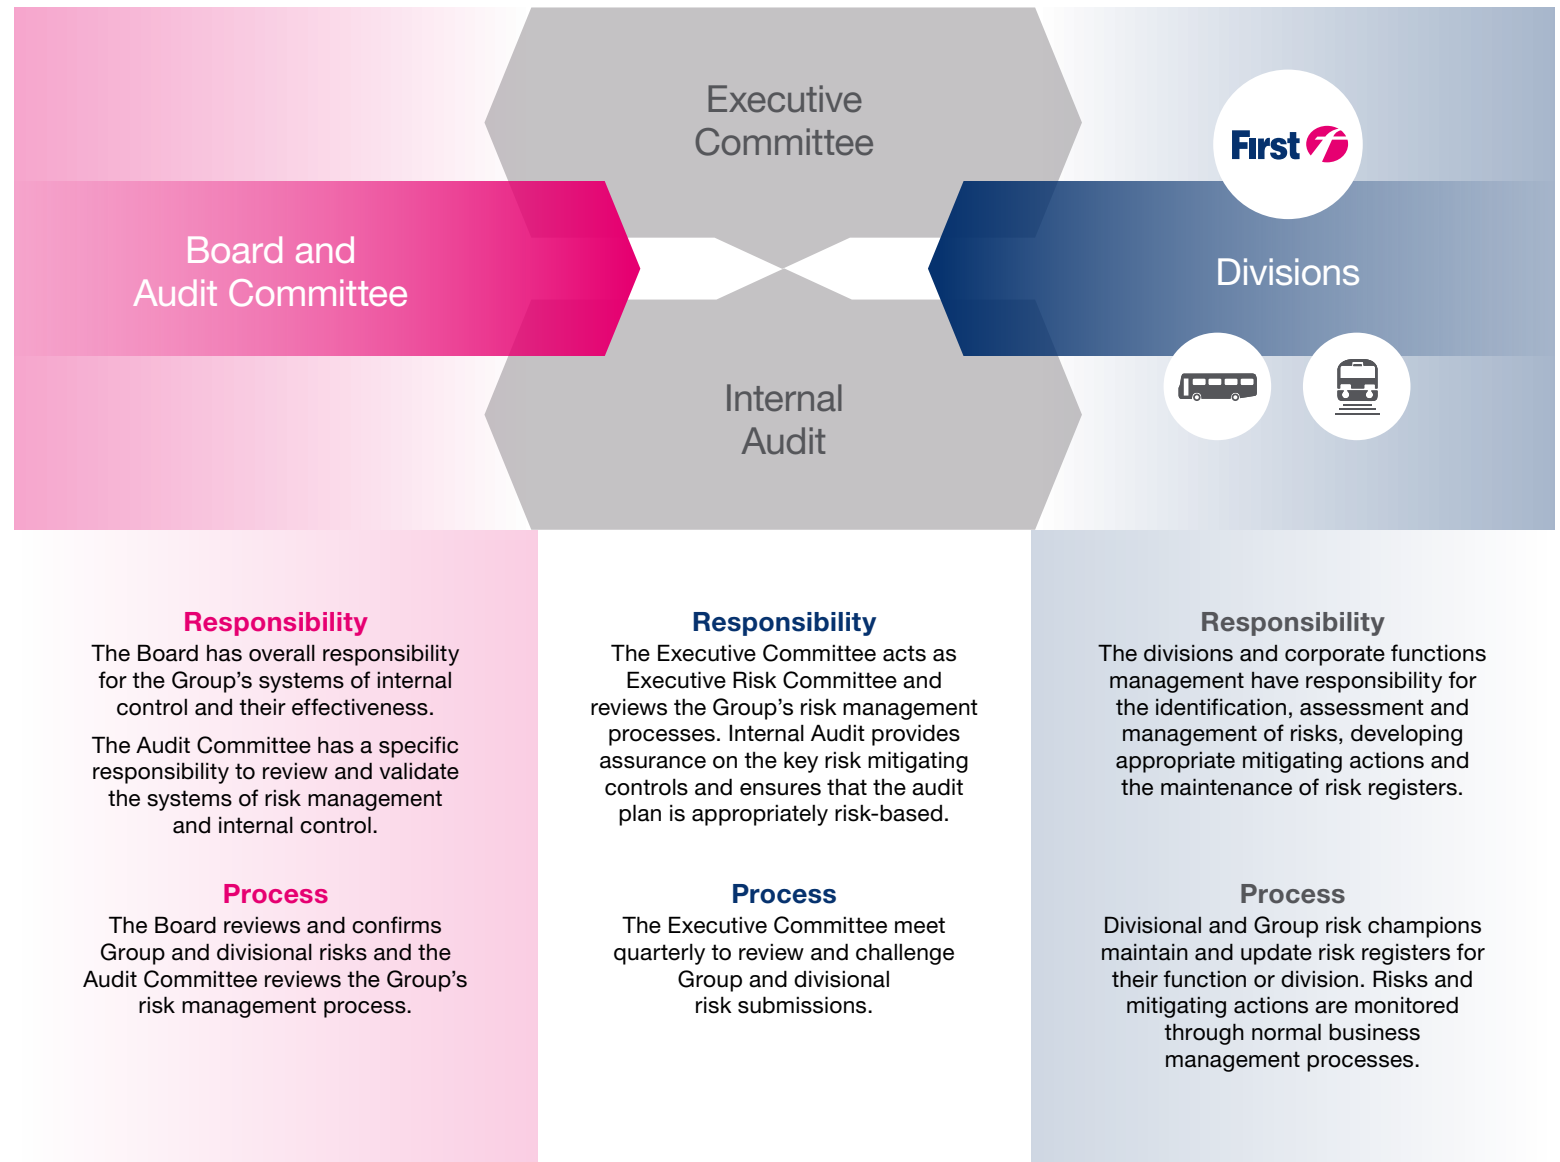 Executive
Committee
First
Board and
Audit Committee
Divisions
Internal
Audit
Responsibility
The Board has overall responsibility
for the Group’s systems of internal
control and their effectiveness.
The Audit Committee has a specific
responsibility to review and validate
the systems of risk management
and internal control.
Process
The Board reviews and confirms
Group and divisional risks and the
Audit Committee reviews the Group’s
risk management process.
Responsibility
The Executive Committee acts as
Executive Risk Committee and
reviews the Group’s risk management
processes. Internal Audit provides
assurance on the key risk mitigating
controls and ensures that the audit
plan is appropriately risk-based.
Process
The Executive Committee meet
quarterly to review and challenge
Group and divisional
risk submissions.
Responsibility
The divisions and corporate functions
management have responsibility for
the identification, assessment and
management of risks, developing
appropriate mitigating actions and
the maintenance of risk registers.
Process
Divisional and Group risk champions
maintain and update risk registers for
their function or division. Risks and
mitigating actions are monitored
through normal business
management processes.